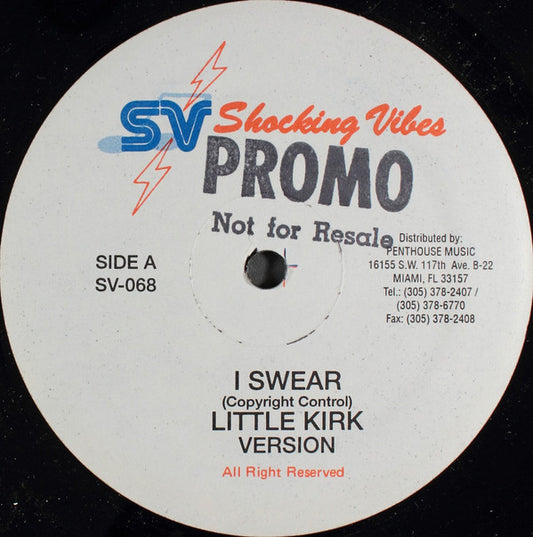 SV Shocking Vibes
PROMO
Not for Resale
SIDE A
SV-068
Distributed by:
PENTHOUSE MUSIC
16155 S.W. 117th Ave. B-22
MIAMI, FL 33157
Tel.: (305) 378-2407 /
(305) 378-6770
Fax: (305) 378-2408
I SWEAR
(Copyright Control)
LITTLE KIRK
VERSION
All Right Reserved